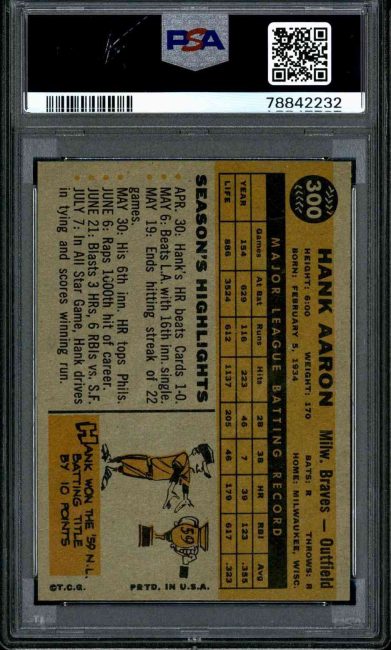 PSA
78842232
300
HANK AARON Milw. Braves — Outfield
HEIGHT: 6:00 WEIGHT: 170 BATS: R THROWS: R
BORN: FEBRUARY 5, 1934 HOME: MILWAUKEE, WISC.
MAJOR LEAGUE BATTING RECORD
Games At Bat Runs Hits 2B 3B HR RBI Avg
YEAR 154 629 116 223 46 7 39 123 .355
LIFE 886 3524 612 1137 205 46 179 617 .323
SEASON'S HIGHLIGHTS
APR. 30: Hank's HR beats Cards 1-0.
MAY 6: Beats L.A. with 16th inn. single.
MAY 19: Ends hitting streak of 22
games.
MAY 30: His 6th inn. HR tops Phils.
JUNE 6: Raps 1000th hit of career.
JUNE 21: Blasts 3 HRs, 6 RBIs vs. S.F.
JULY 7: In All Star Game, Hank drives
in tying and scores winning run.
59
HANK WON THE '59 N.L.
BATTING TITLE
BY 10 POINTS
©T.C.G. PRTD. IN U.S.A.